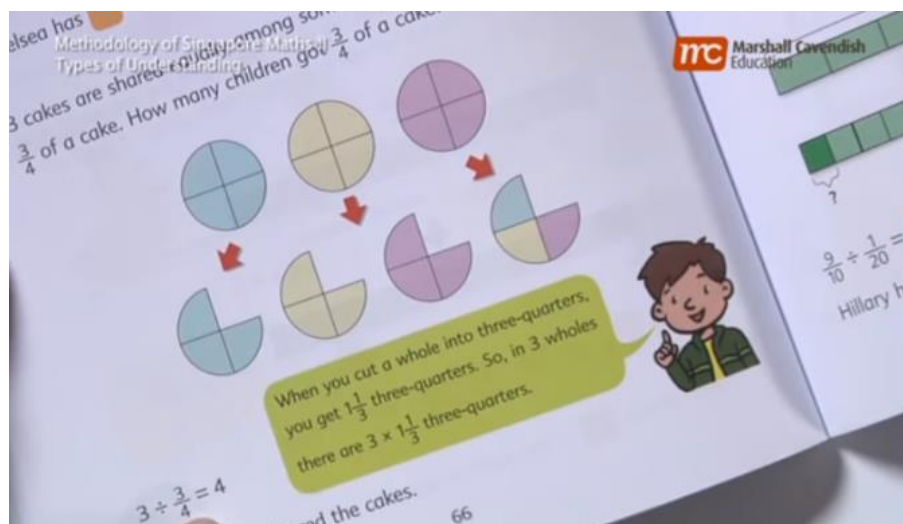 elsea has
Methodology of Singapore Maths
Types of Understanding
3 cakes are shared equally among
3/4 of a cake. How many children got 3/4 of a cake
mc Marshall Cavendish
Education
?
9/10 ÷ 1/20 =
Hillary
When you cut a whole into three-quarters,
you get 1 1/3 three-quarters. So, in 3 wholes
there are 3 × 1 1/3 three-quarters.
3 ÷ 3/4 = 4
the cakes.
66